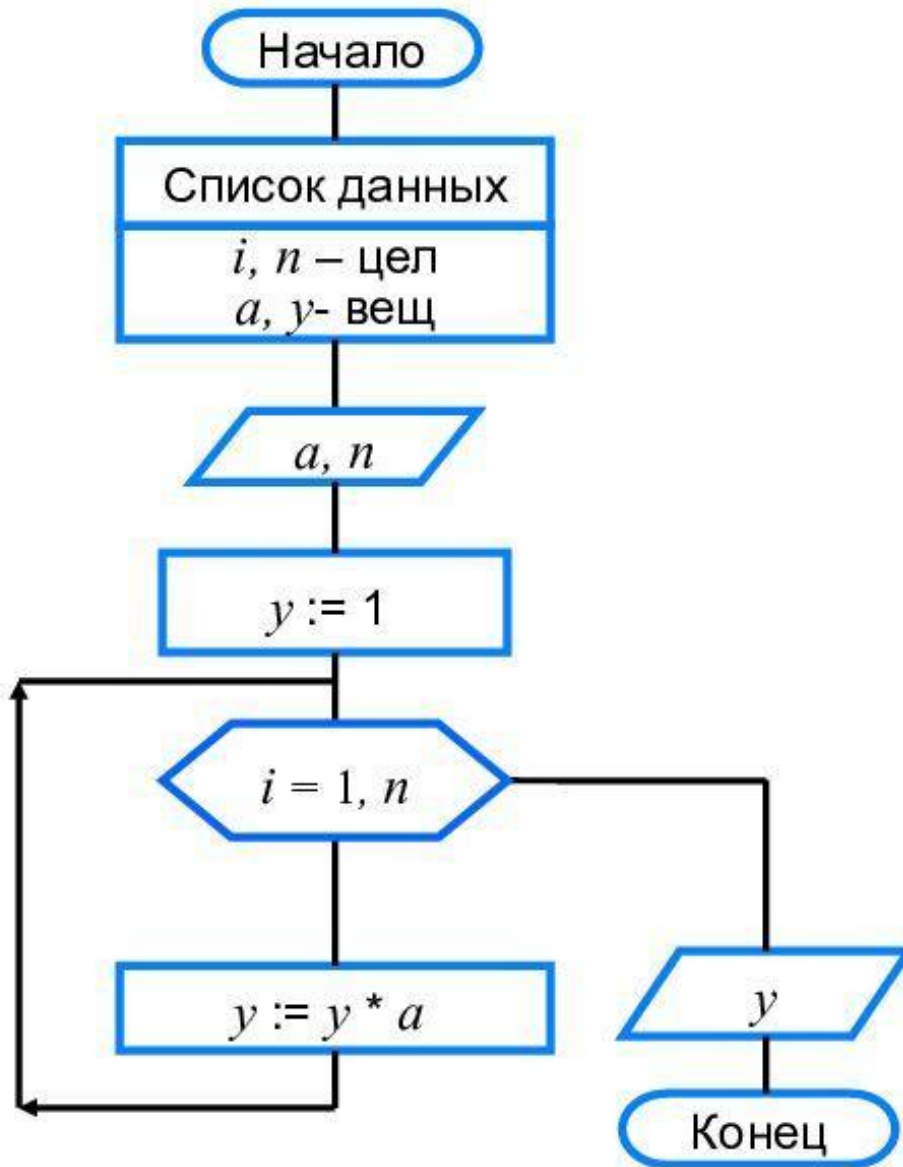 Начало
Список данных
i, n – цел
a, y- вещ
a, n
y := 1
i = 1, n
y := y * a
y
Конец